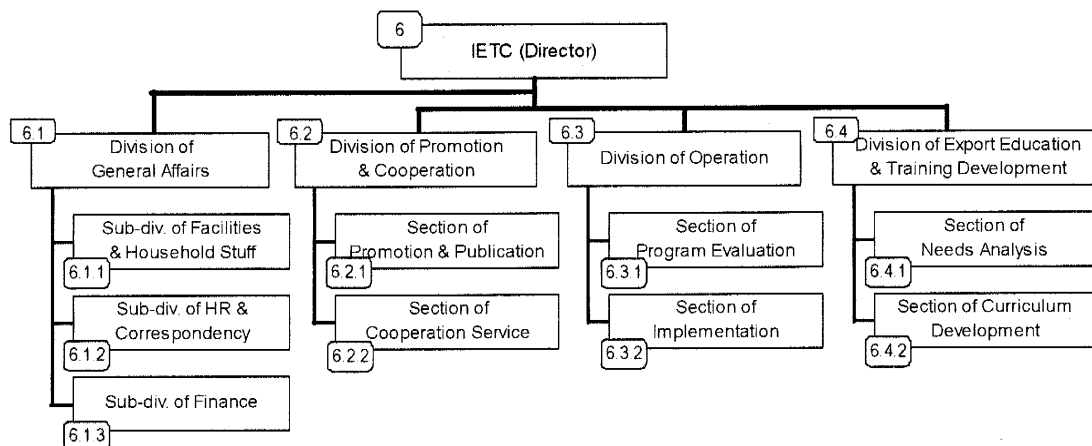 6
IETC (Director)
6.1
Division of
General Affairs
6.2
Division of Promotion
& Cooperation
6.3
Division of Operation
6.4
Division of Export Education
& Training Development
Sub-div. of Facilities
& Household Stuff
6.1.1
Section of
Promotion & Publication
6.2.1
Section of
Program Evaluation
6.3.1
Section of
Needs Analysis
6.4.1
Sub-div. of HR &
Correspondency
6.1.2
Section of
Cooperation Service
6.2.2
Section of
Implementation
6.3.2
Section of Curriculum
Development
6.4.2
Sub-div. of Finance
6.1.3